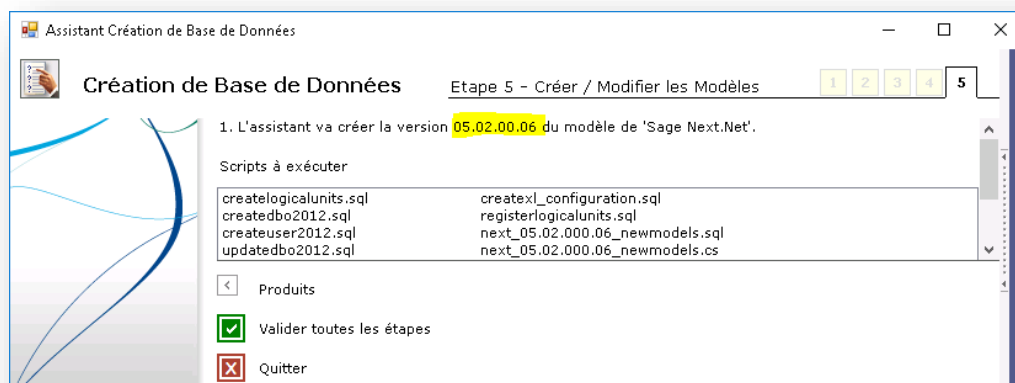 Assistant Création de Base de Données
Création de Base de Données Etape 5 - Créer / Modifier les Modèles 1 2 3 4 5
1. L'assistant va créer la version 05.02.00.06 du modèle de 'Sage Next.Net'.
Scripts à exécuter
createlogicalunits.sql createxl_configuration.sql
createdbo2012.sql registerlogicalunits.sql
createuser2012.sql next_05.02.000.06_newmodels.sql
updatedbo2012.sql next_05.02.000.06_newmodels.cs
Produits
Valider toutes les étapes
Quitter